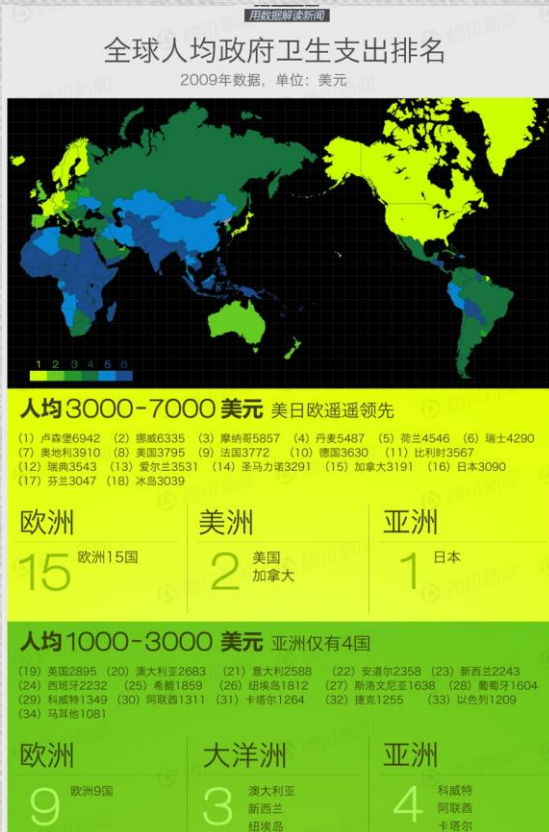 用数据解读新闻
全球人均政府卫生支出排名
2009年数据，单位：美元
1 2 3 4 5 6
人均3000-7000 美元 美日欧遥遥领先
（1）卢森堡6942 （2）挪威6335 （3）摩纳哥5857 （4）丹麦5487 （5）荷兰4546 （6）瑞士4290
（7）奥地利3910 （8）美国3795 （9）法国3772 （10）德国3630 （11）比利时3567
（12）瑞典3543 （13）爱尔兰3531 （14）圣马力诺3291 （15）加拿大3191 （16）日本3090
（17）芬兰3047 （18）冰岛3039
欧洲
15 欧洲15国
美洲
2 美国
加拿大
亚洲
1 日本
人均1000-3000 美元 亚洲仅有4国
（19）英国2895 （20）澳大利亚2683 （21）意大利2588 （22）安道尔2358 （23）新西兰2243
（24）西班牙2232 （25）希腊1859 （26）纽埃岛1812 （27）斯洛文尼亚1638 （28）葡萄牙1604
（29）科威特1349 （30）阿联酋1311 （31）卡塔尔1264 （32）捷克1255 （33）以色列1209
（34）马耳他1081
欧洲
9 欧洲9国
大洋洲
3 澳大利亚
新西兰
纽埃岛
亚洲
4 科威特
阿联酋
卡塔尔